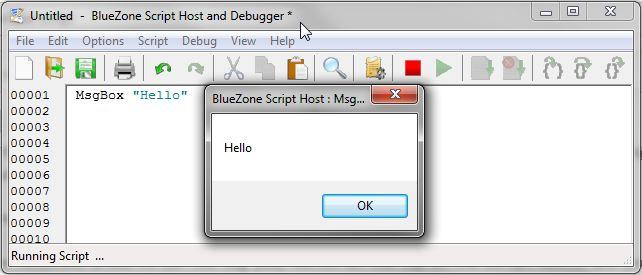 Untitled - BlueZone Script Host and Debugger *
File Edit Options Script Debug View Help
00001 MsgBox "Hello"
00002
00003
00004
00005
00006
00007
00008
00009
00010
BlueZone Script Host : Msg...
Hello
OK
Running Script ...